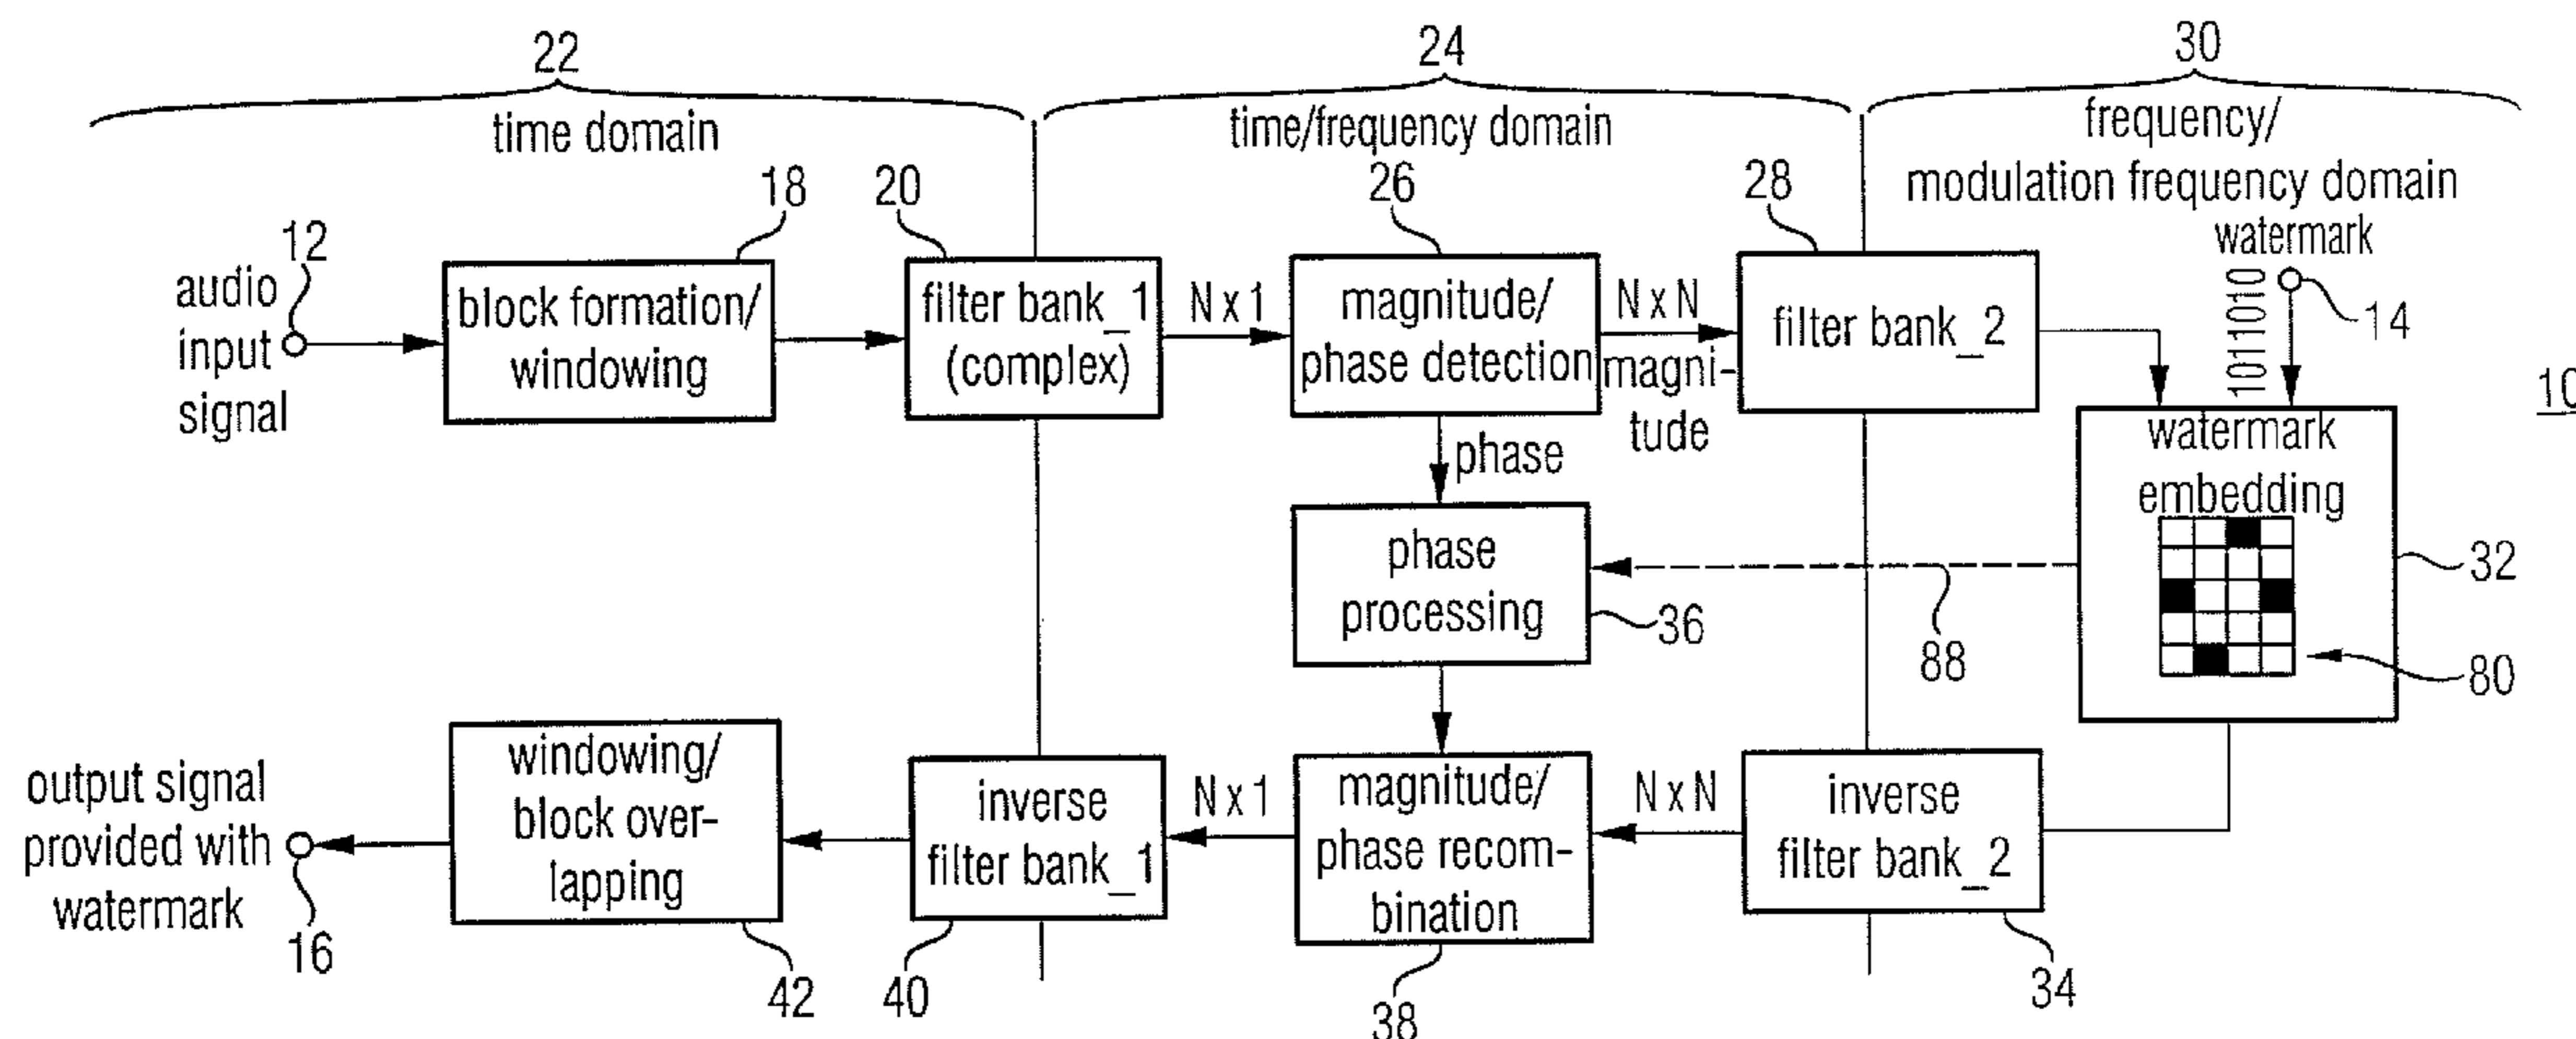 22
24
30
time domain
time/frequency domain
frequency/
modulation frequency domain
18
20
26
28
watermark
12
14
10110101
10
audio
input
signal
block formation/
windowing
filter bank_1
(complex)
N x 1
magnitude/
phase detection
N x N
magni-
tude
filter bank_2
phase
watermark
embedding
32
80
phase
processing
36
88
output signal
provided with
watermark
16
windowing/
block over-
lapping
42
inverse
filter bank_1
40
N x 1
magnitude/
phase recom-
bination
38
N x N
inverse
filter bank_2
34